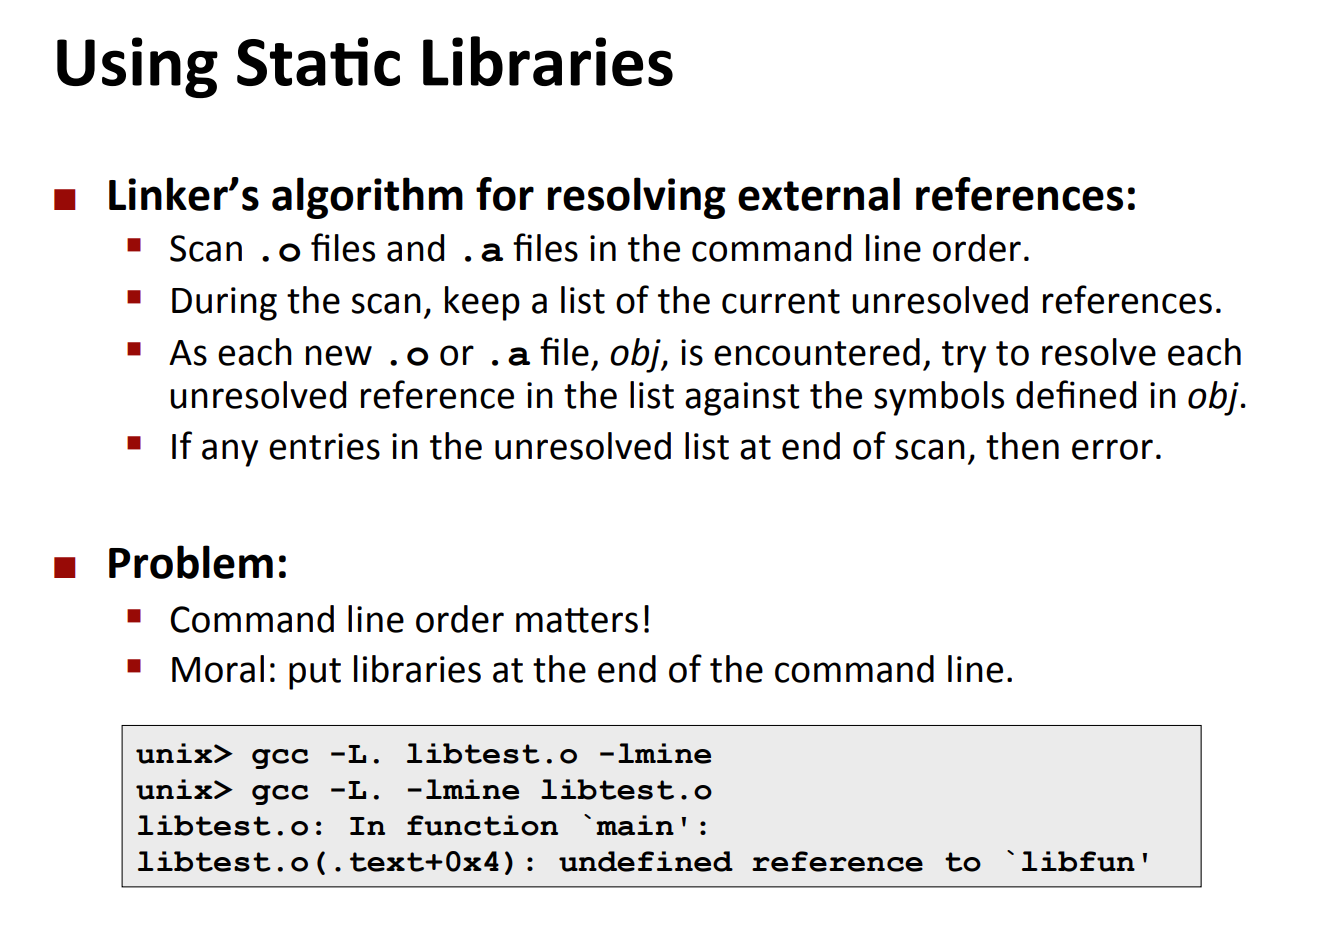 Using Static Libraries
Linker’s algorithm for resolving external references:
Scan .o files and .a files in the command line order.
During the scan, keep a list of the current unresolved references.
As each new .o or .a file, obj, is encountered, try to resolve each
unresolved reference in the list against the symbols defined in obj.
If any entries in the unresolved list at end of scan, then error.
Problem:
Command line order matters!
Moral: put libraries at the end of the command line.
unix> gcc -L. libtest.o -lmine
unix> gcc -L. -lmine libtest.o
libtest.o: In function `main':
libtest.o(.text+0x4): undefined reference to `libfun'